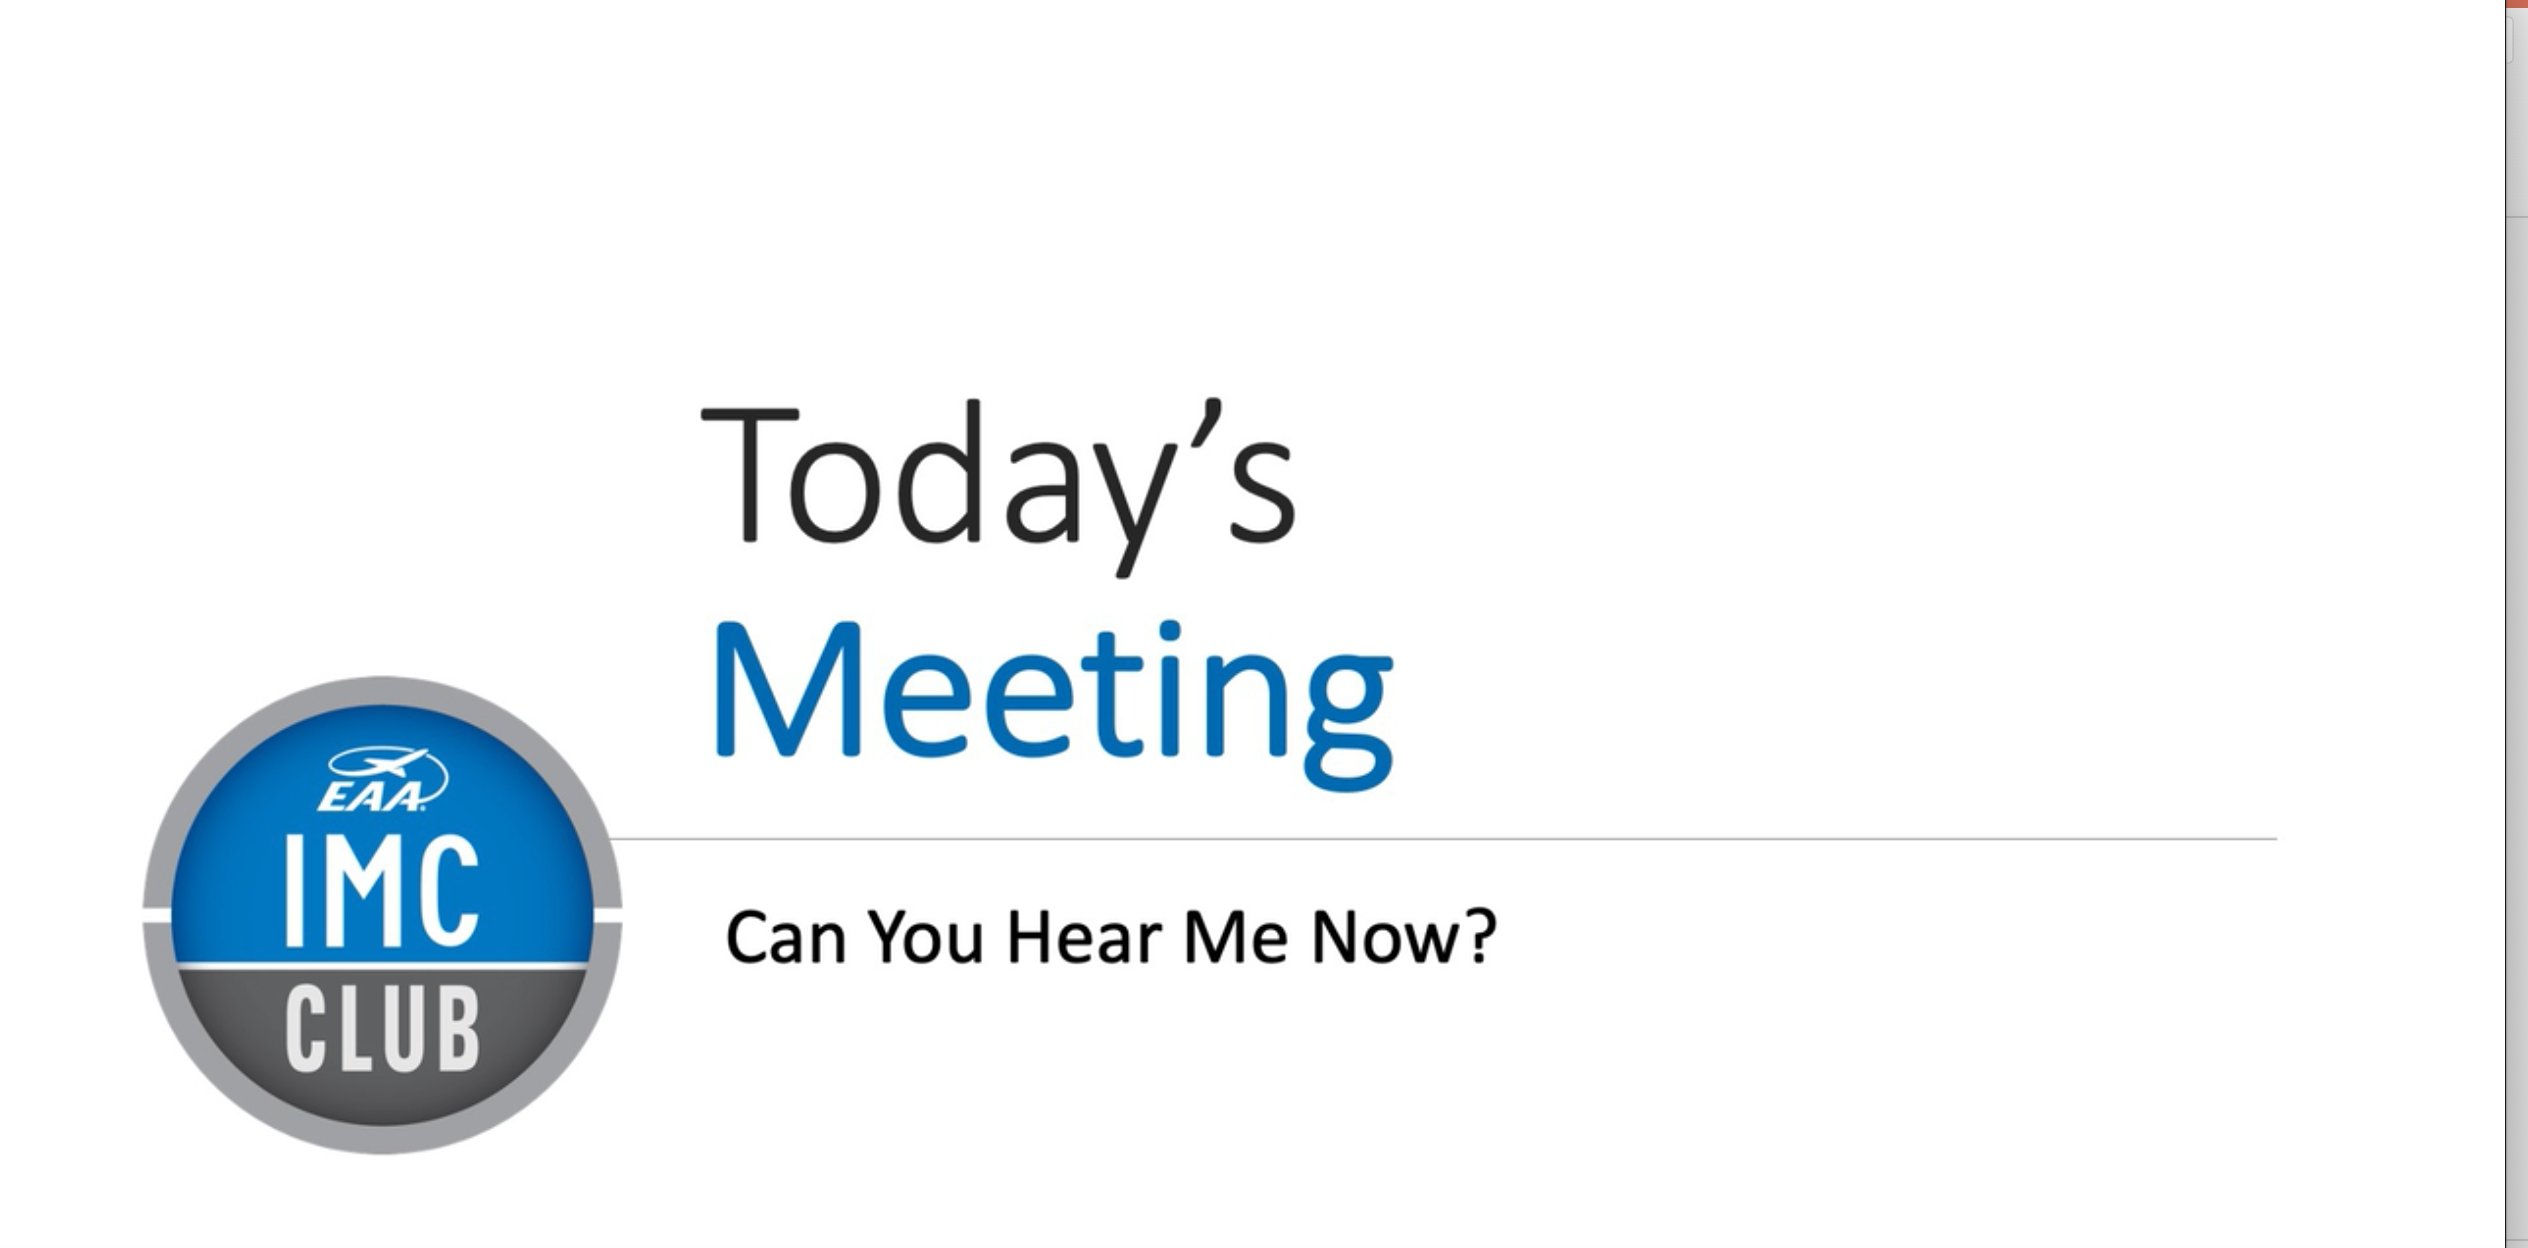 Today’s
Meeting
EAA
IMC
CLUB
Can You Hear Me Now?